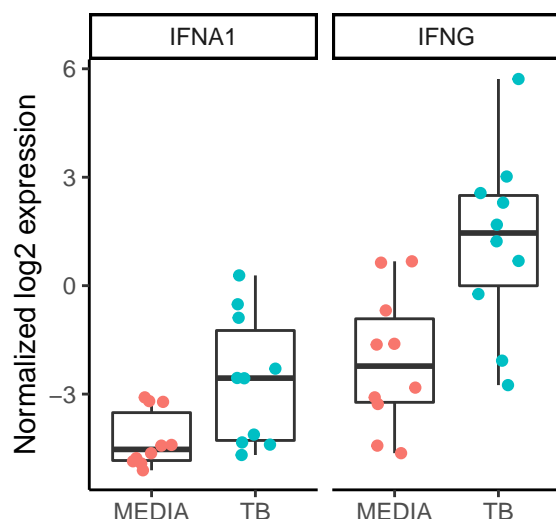 IFNA1 IFNG
Normalized log2 expression
6
3
0
−3
MEDIA TB MEDIA TB